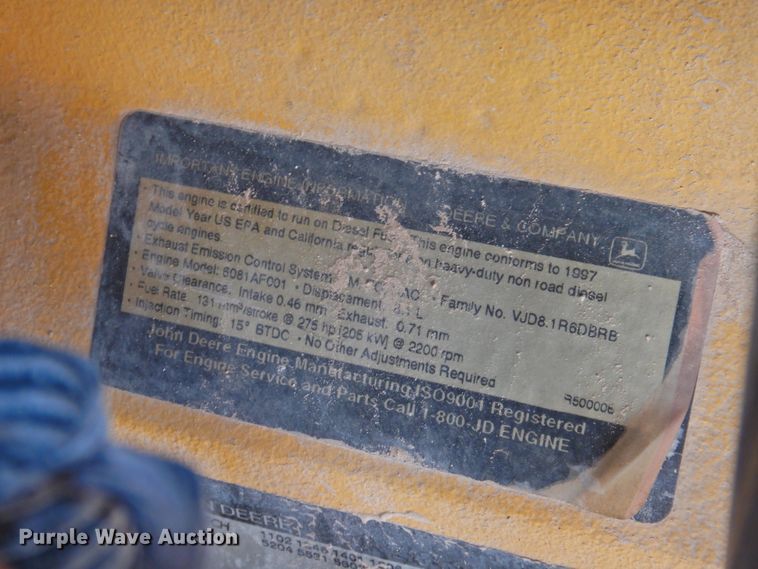 IMPORTANT ENGINE INFORMATION DEERE & COMPANY
· This engine is certified to run on Diesel Fuel. This engine conforms to 1997
Model Year US EPA and California heavy-duty non road diesel
cycle engines.
· Exhaust Emission Control System · Family No. VJD8.1R6DBRB
· Engine Model: 6081AF001 · Displacement 8.1 L
· Valve Clearance, Intake 0.46 mm Exhaust: 0.71 mm
· Fuel Rate: 131 mm³/stroke @ 275 hp [205 kW] @ 2200 rpm
· Injection Timing: 15° BTDC · No Other Adjustments Required
John Deere Engine Manufacturing ISO9001 Registered
For Engine Service and Parts Call 1-800-JD ENGINE
R500006
DEERE
1102
5204
Purple Wave Auction